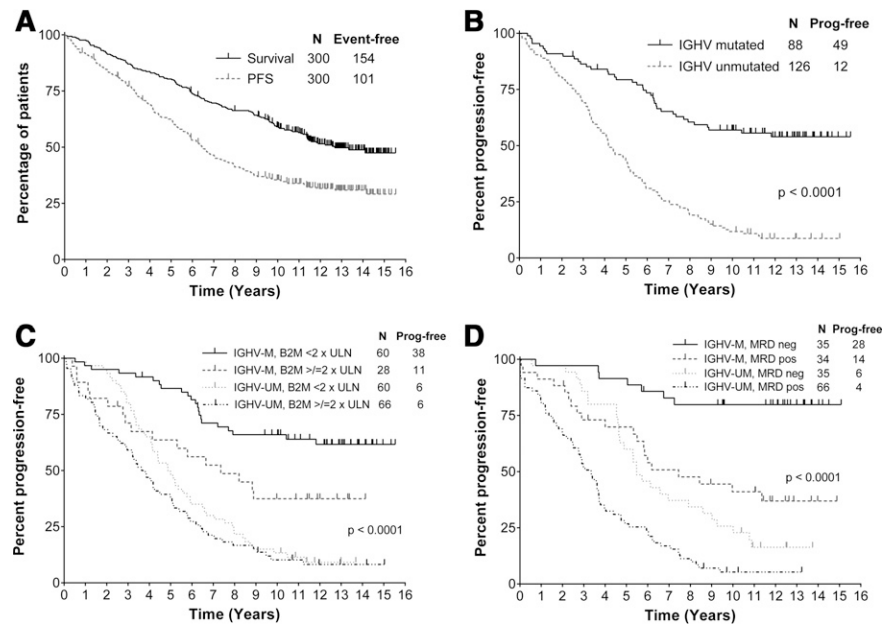 A
N Event-free
Survival 300 154
PFS 300 101
Percentage of patients
100
75
50
25
0
0 1 2 3 4 5 6 7 8 9 10 11 12 13 14 15 16
Time (Years)
B
N Prog-free
IGHV mutated 88 49
IGHV unmutated 126 12
Percent progression-free
100
75
50
25
0
p < 0.0001
0 1 2 3 4 5 6 7 8 9 10 11 12 13 14 15 16
Time (Years)
C
N Prog-free
IGHV-M, B2M <2 x ULN 60 38
IGHV-M, B2M >/=2 x ULN 28 11
IGHV-UM, B2M <2 x ULN 60 6
IGHV-UM, B2M >/=2 x ULN 66 6
Percent progression-free
100
75
50
25
0
p < 0.0001
0 1 2 3 4 5 6 7 8 9 10 11 12 13 14 15 16
Time (Years)
D
N Prog-free
IGHV-M, MRD neg 35 28
IGHV-M, MRD pos 34 14
IGHV-UM, MRD neg 35 6
IGHV-UM, MRD pos 66 4
Percent progression-free
100
75
50
25
0
p < 0.0001
0 1 2 3 4 5 6 7 8 9 10 11 12 13 14 15 16
Time (Years)